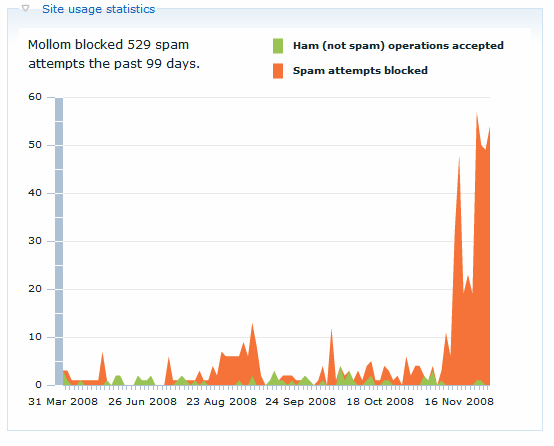 Site usage statistics
Mollom blocked 529 spam
attempts the past 99 days.
Ham (not spam) operations accepted
Spam attempts blocked
60
50
40
30
20
10
0
31 Mar 2008 26 Jun 2008 23 Aug 2008 24 Sep 2008 18 Oct 2008 16 Nov 2008